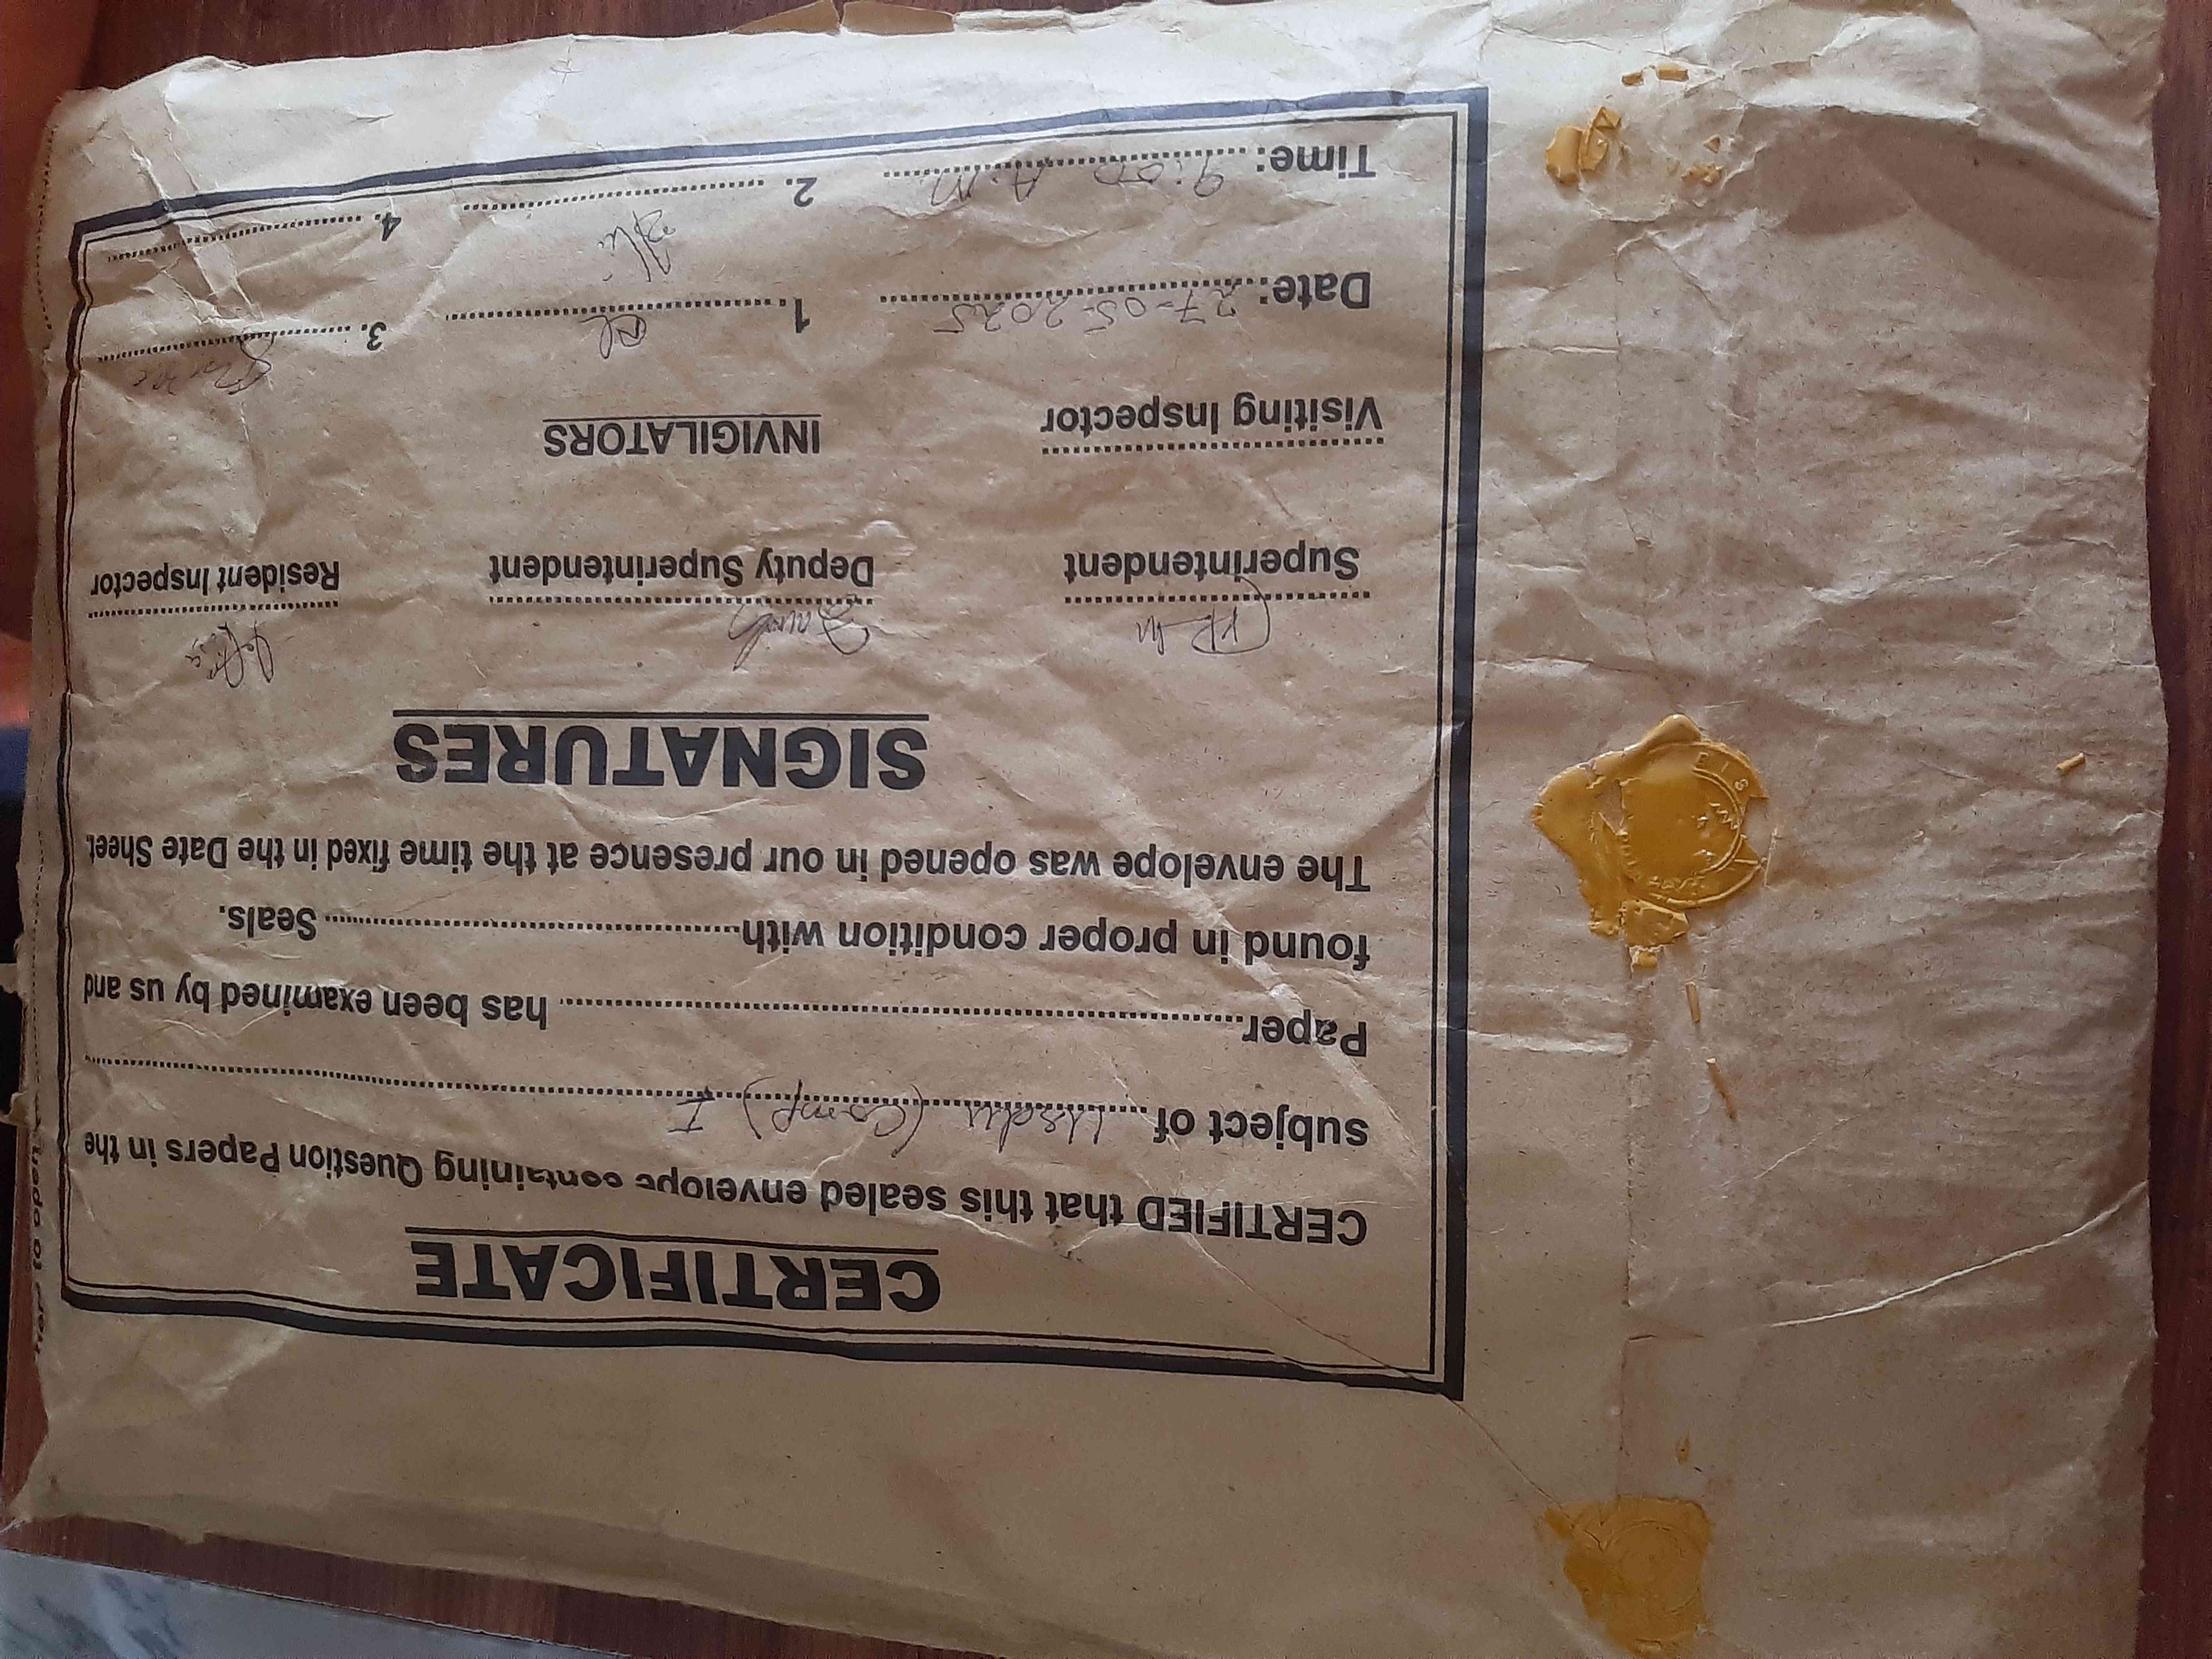 CERTIFICATE
CERTIFIED that this sealed envelope containing Question Papers in the
subject of Urdu (Comp) I
Paper has been examined by us and
found in proper condition with Seals.
The envelope was opened in our presence at the time fixed in the Date Sheet.
SIGNATURES
Superintendent Deputy Superintendent Resident Inspector
Visiting Inspector INVIGILATORS
Date: 27-05-2025 1. 3.
Time: 9:00 A.M 2. 4.